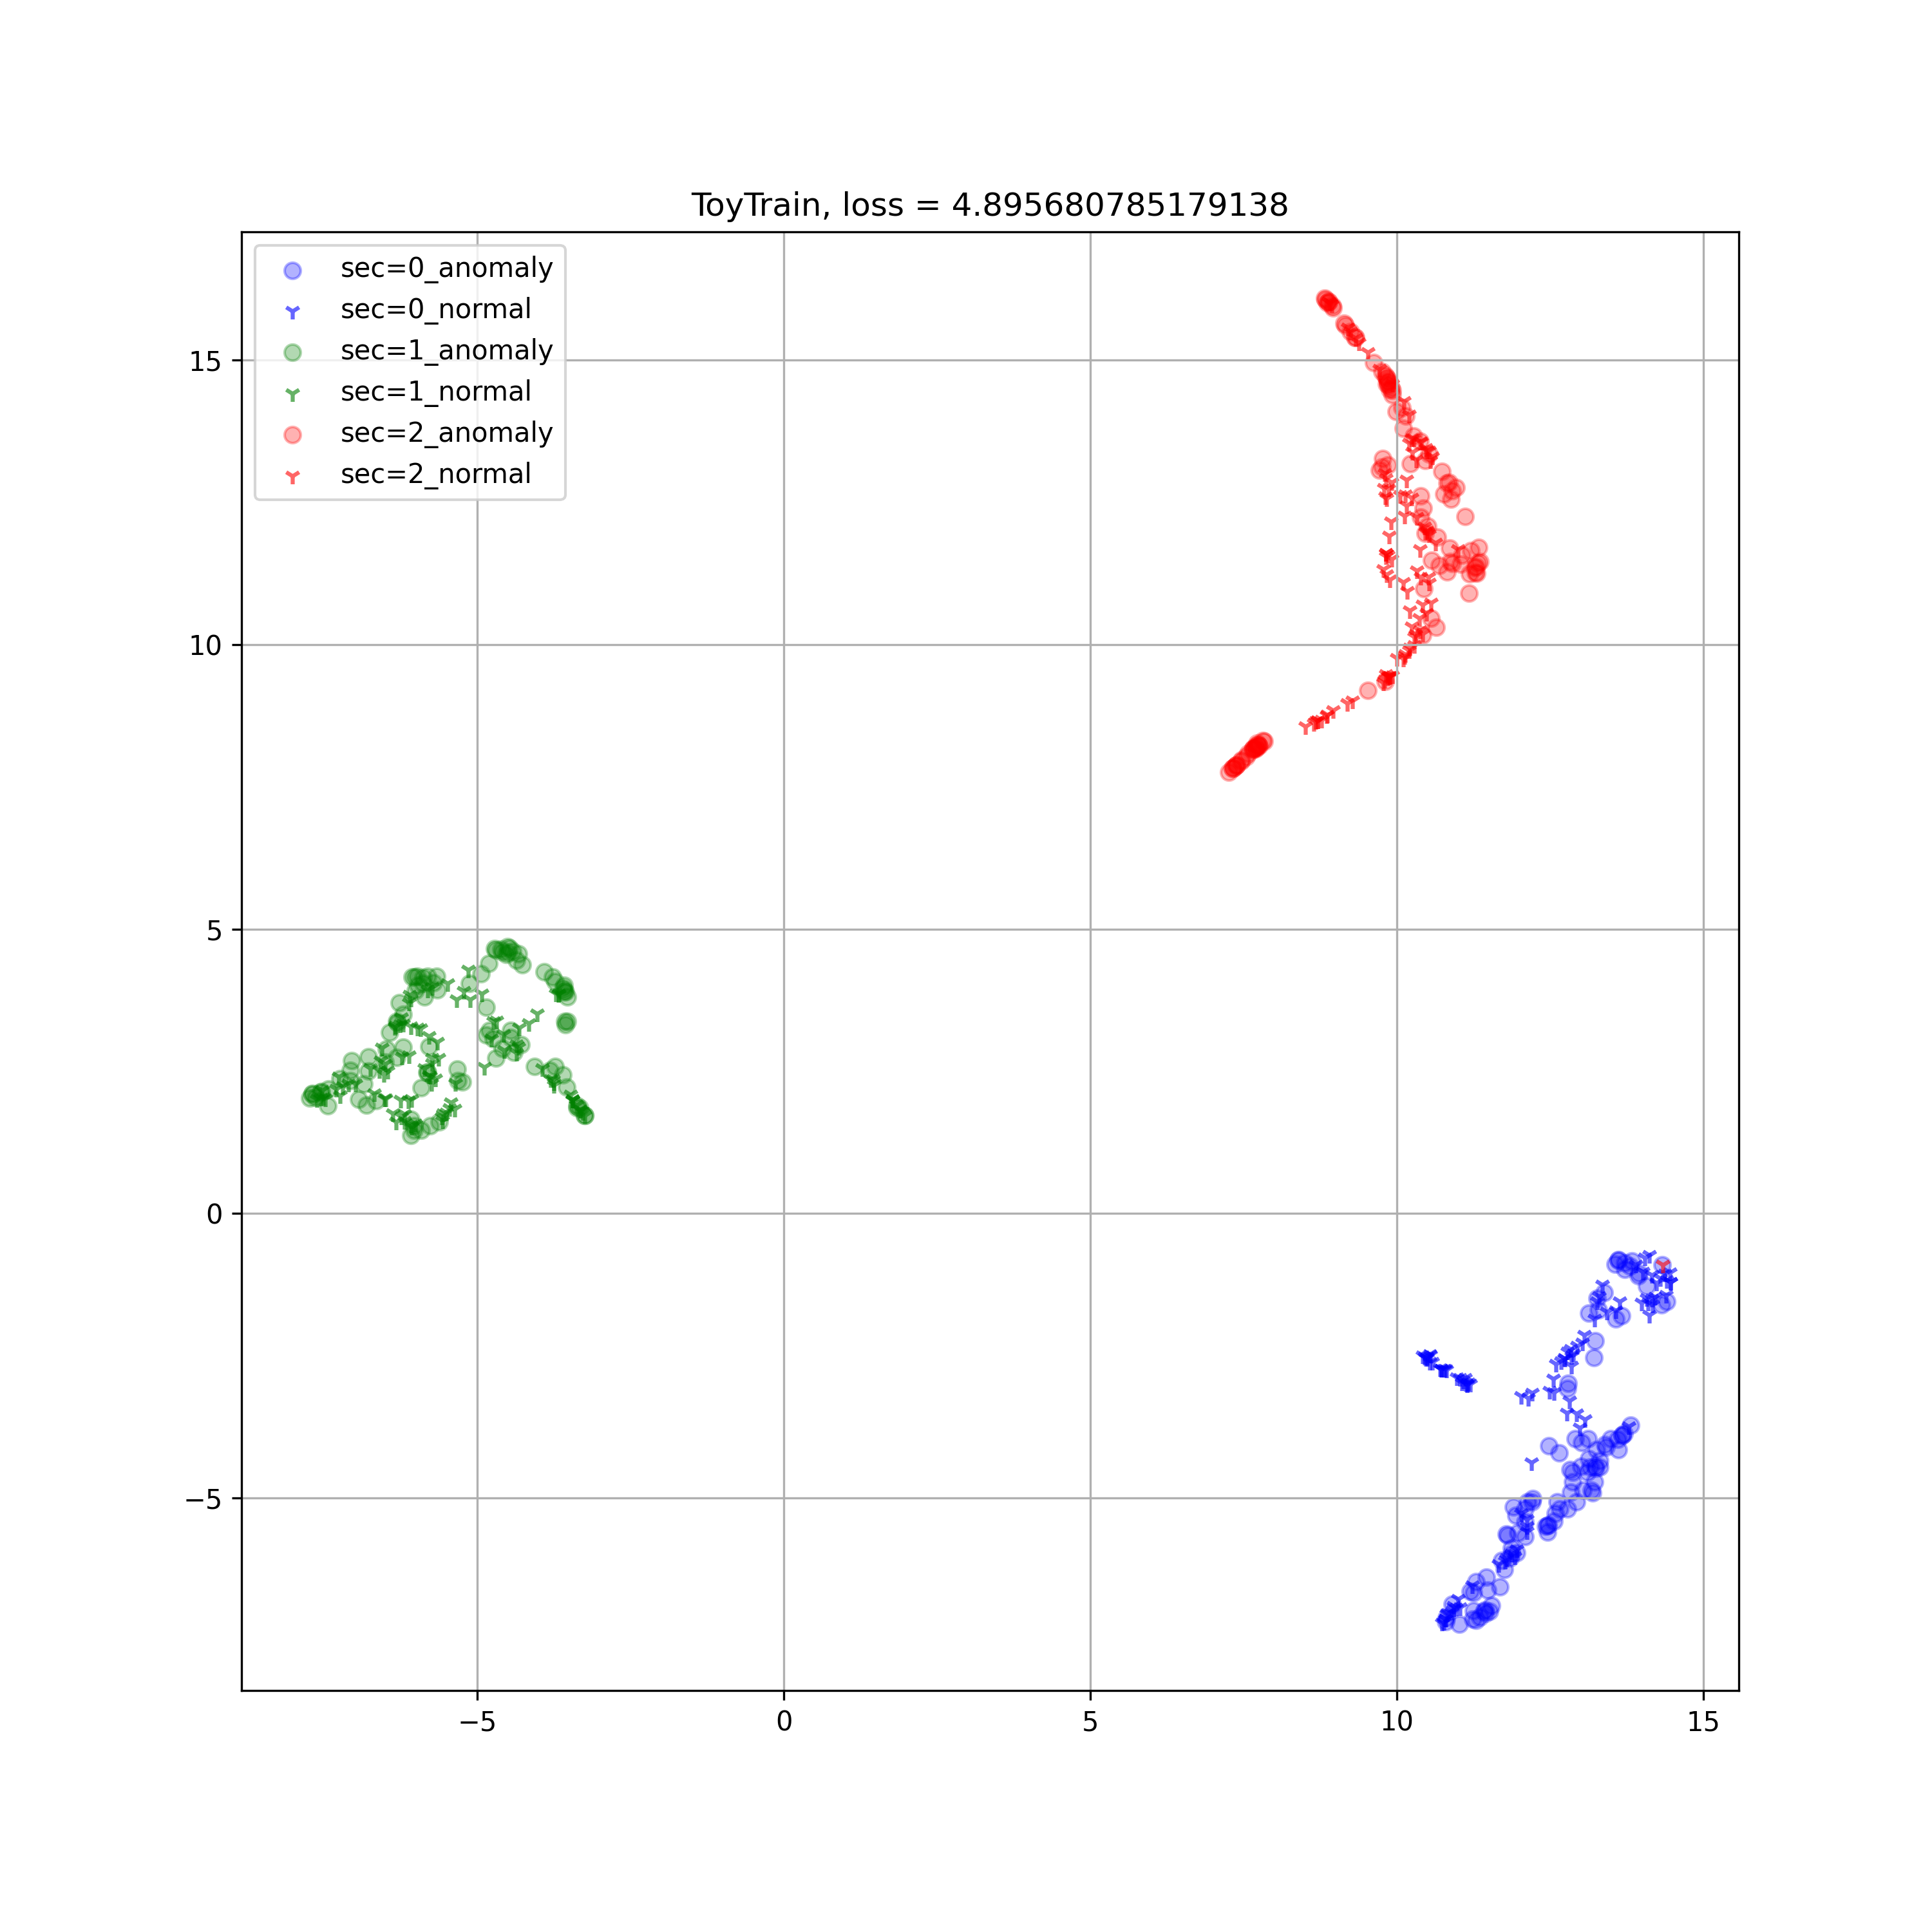 ToyTrain, loss = 4.895680785179138
sec=0_anomaly
sec=0_normal
sec=1_anomaly
sec=1_normal
sec=2_anomaly
sec=2_normal
15
10
5
0
−5
−5 0 5 10 15